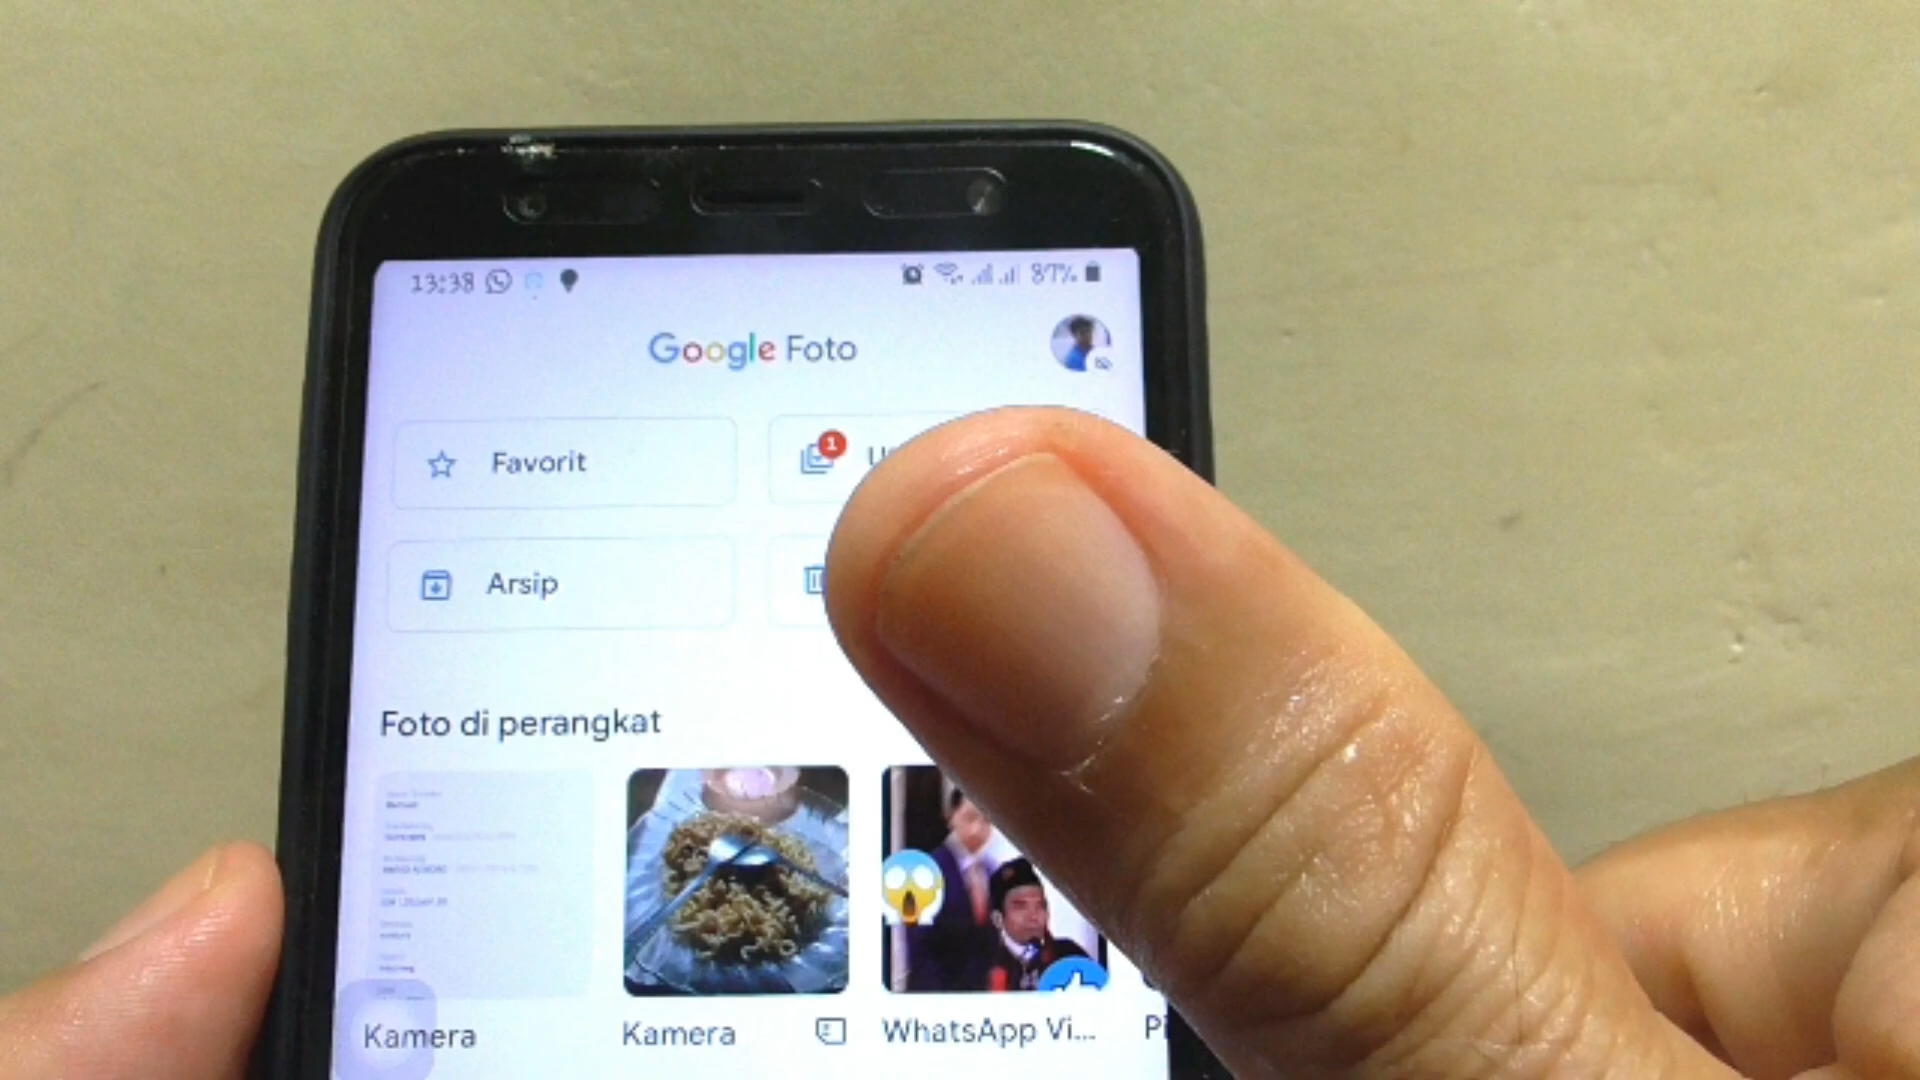 13:38 87%
Google Foto
Favorit 1
Arsip
Foto di perangkat
Kamera Kamera WhatsApp Vi...